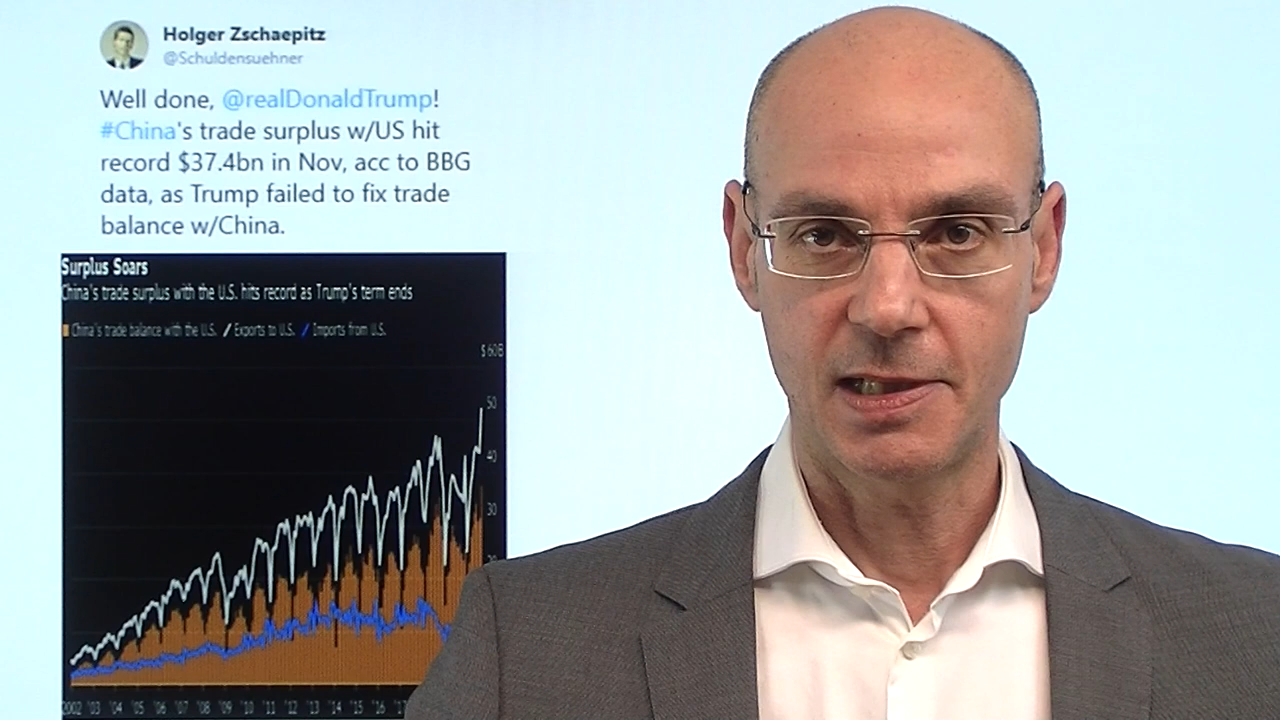 Holger Zschaepitz
@Schuldensuehner
Well done, @realDonaldTrump!
#China's trade surplus w/US hit
record $37.4bn in Nov, acc to BBG
data, as Trump failed to fix trade
balance w/China.
Surplus Soars
China's trade surplus with the U.S. hits record as Trump's term ends
China's trade balance with the U.S. Exports to U.S. Imports from U.S.
$60B
50
40
30
2002 '03 '04 '05 '06 '07 '08 '09 '10 '11 '12 '13 '14 '15 '16